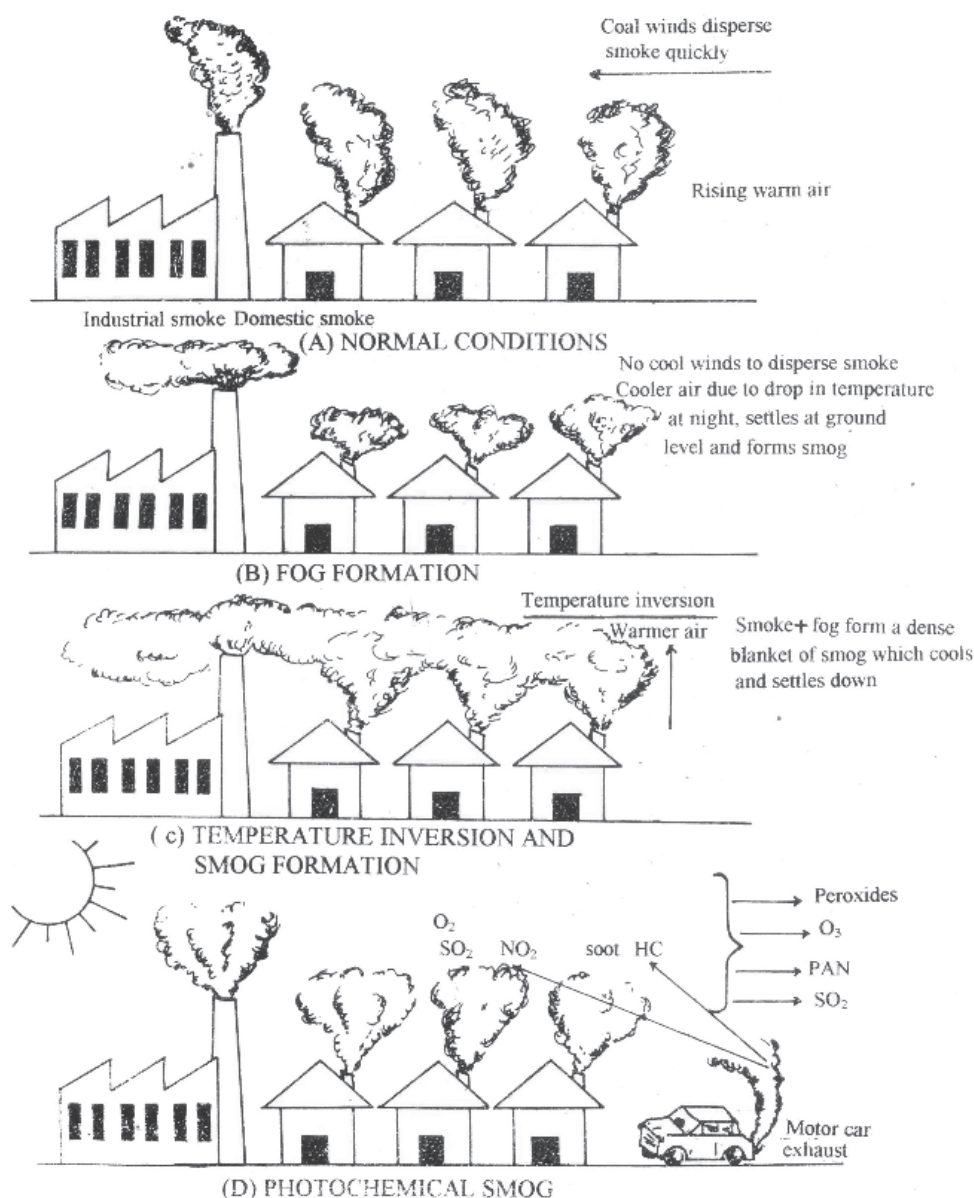 Coal winds disperse
smoke quickly
Rising warm air
Industrial smoke Domestic smoke
(A) NORMAL CONDITIONS
No cool winds to disperse smoke
Cooler air due to drop in temperature
at night, settles at ground
level and forms smog
(B) FOG FORMATION
Temperature inversion
Warmer air
Smoke+ fog form a dense
blanket of smog which cools
and settles down
( c) TEMPERATURE INVERSION AND
SMOG FORMATION
Peroxides
O₃
PAN
SO₂
O₂
SO₂ NO₂ soot HC
Motor car
exhaust
(D) PHOTOCHEMICAL SMOG